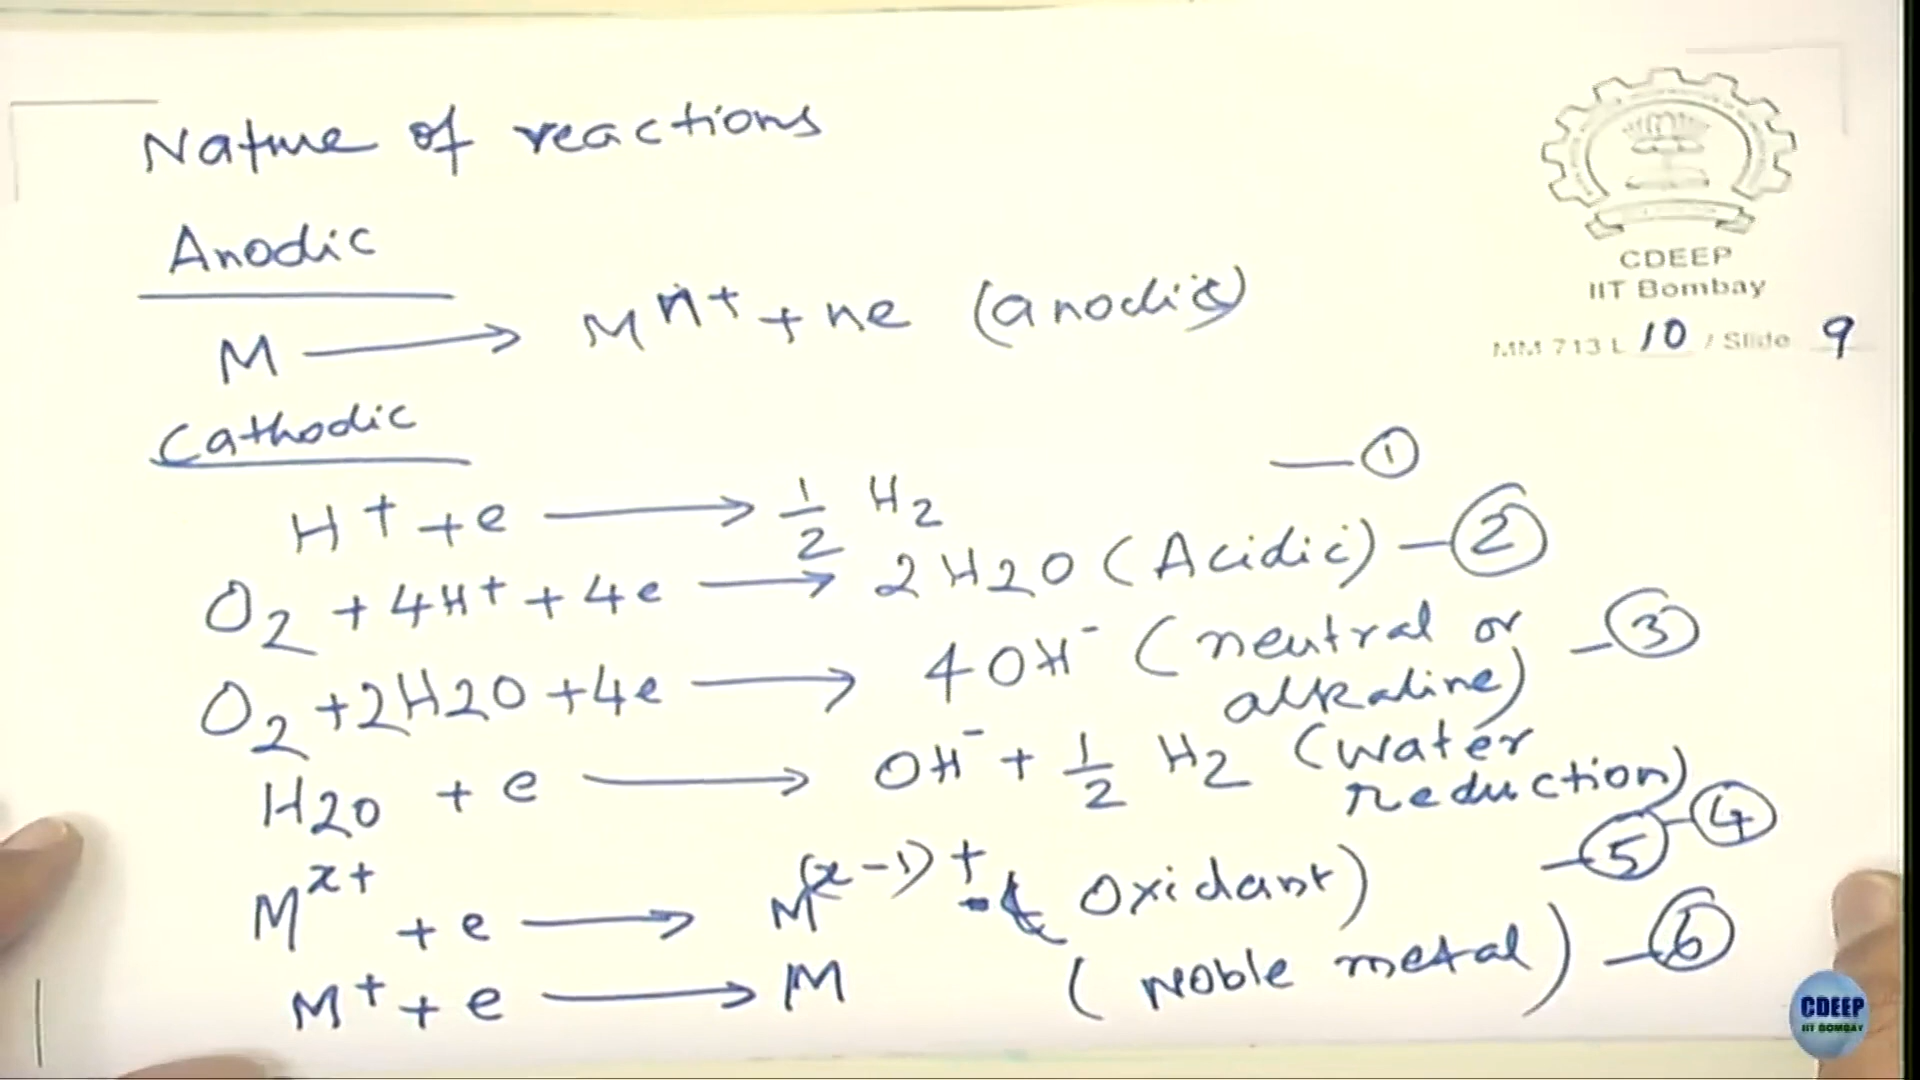 Nature of reactions
CDEEP
IIT Bombay
MM 713 L 10 / Slide 9
Anodic
M → Mⁿ⁺ + ne (anodic)
Cathodic
H⁺ + e → 1/2 H₂ —①
O₂ + 4H⁺ + 4e → 2H₂O (Acidic) —②
O₂ + 2H₂O + 4e → 4OH⁻ (neutral or alkaline) —③
H₂O + e → OH⁻ + 1/2 H₂ (water reduction) —④
Mˣ⁺ + e → M⁽ˣ⁻¹⁾⁺ (Oxidant) —⑤
M⁺ + e → M (Noble metal) —⑥
CDEEP
IIT BOMBAY